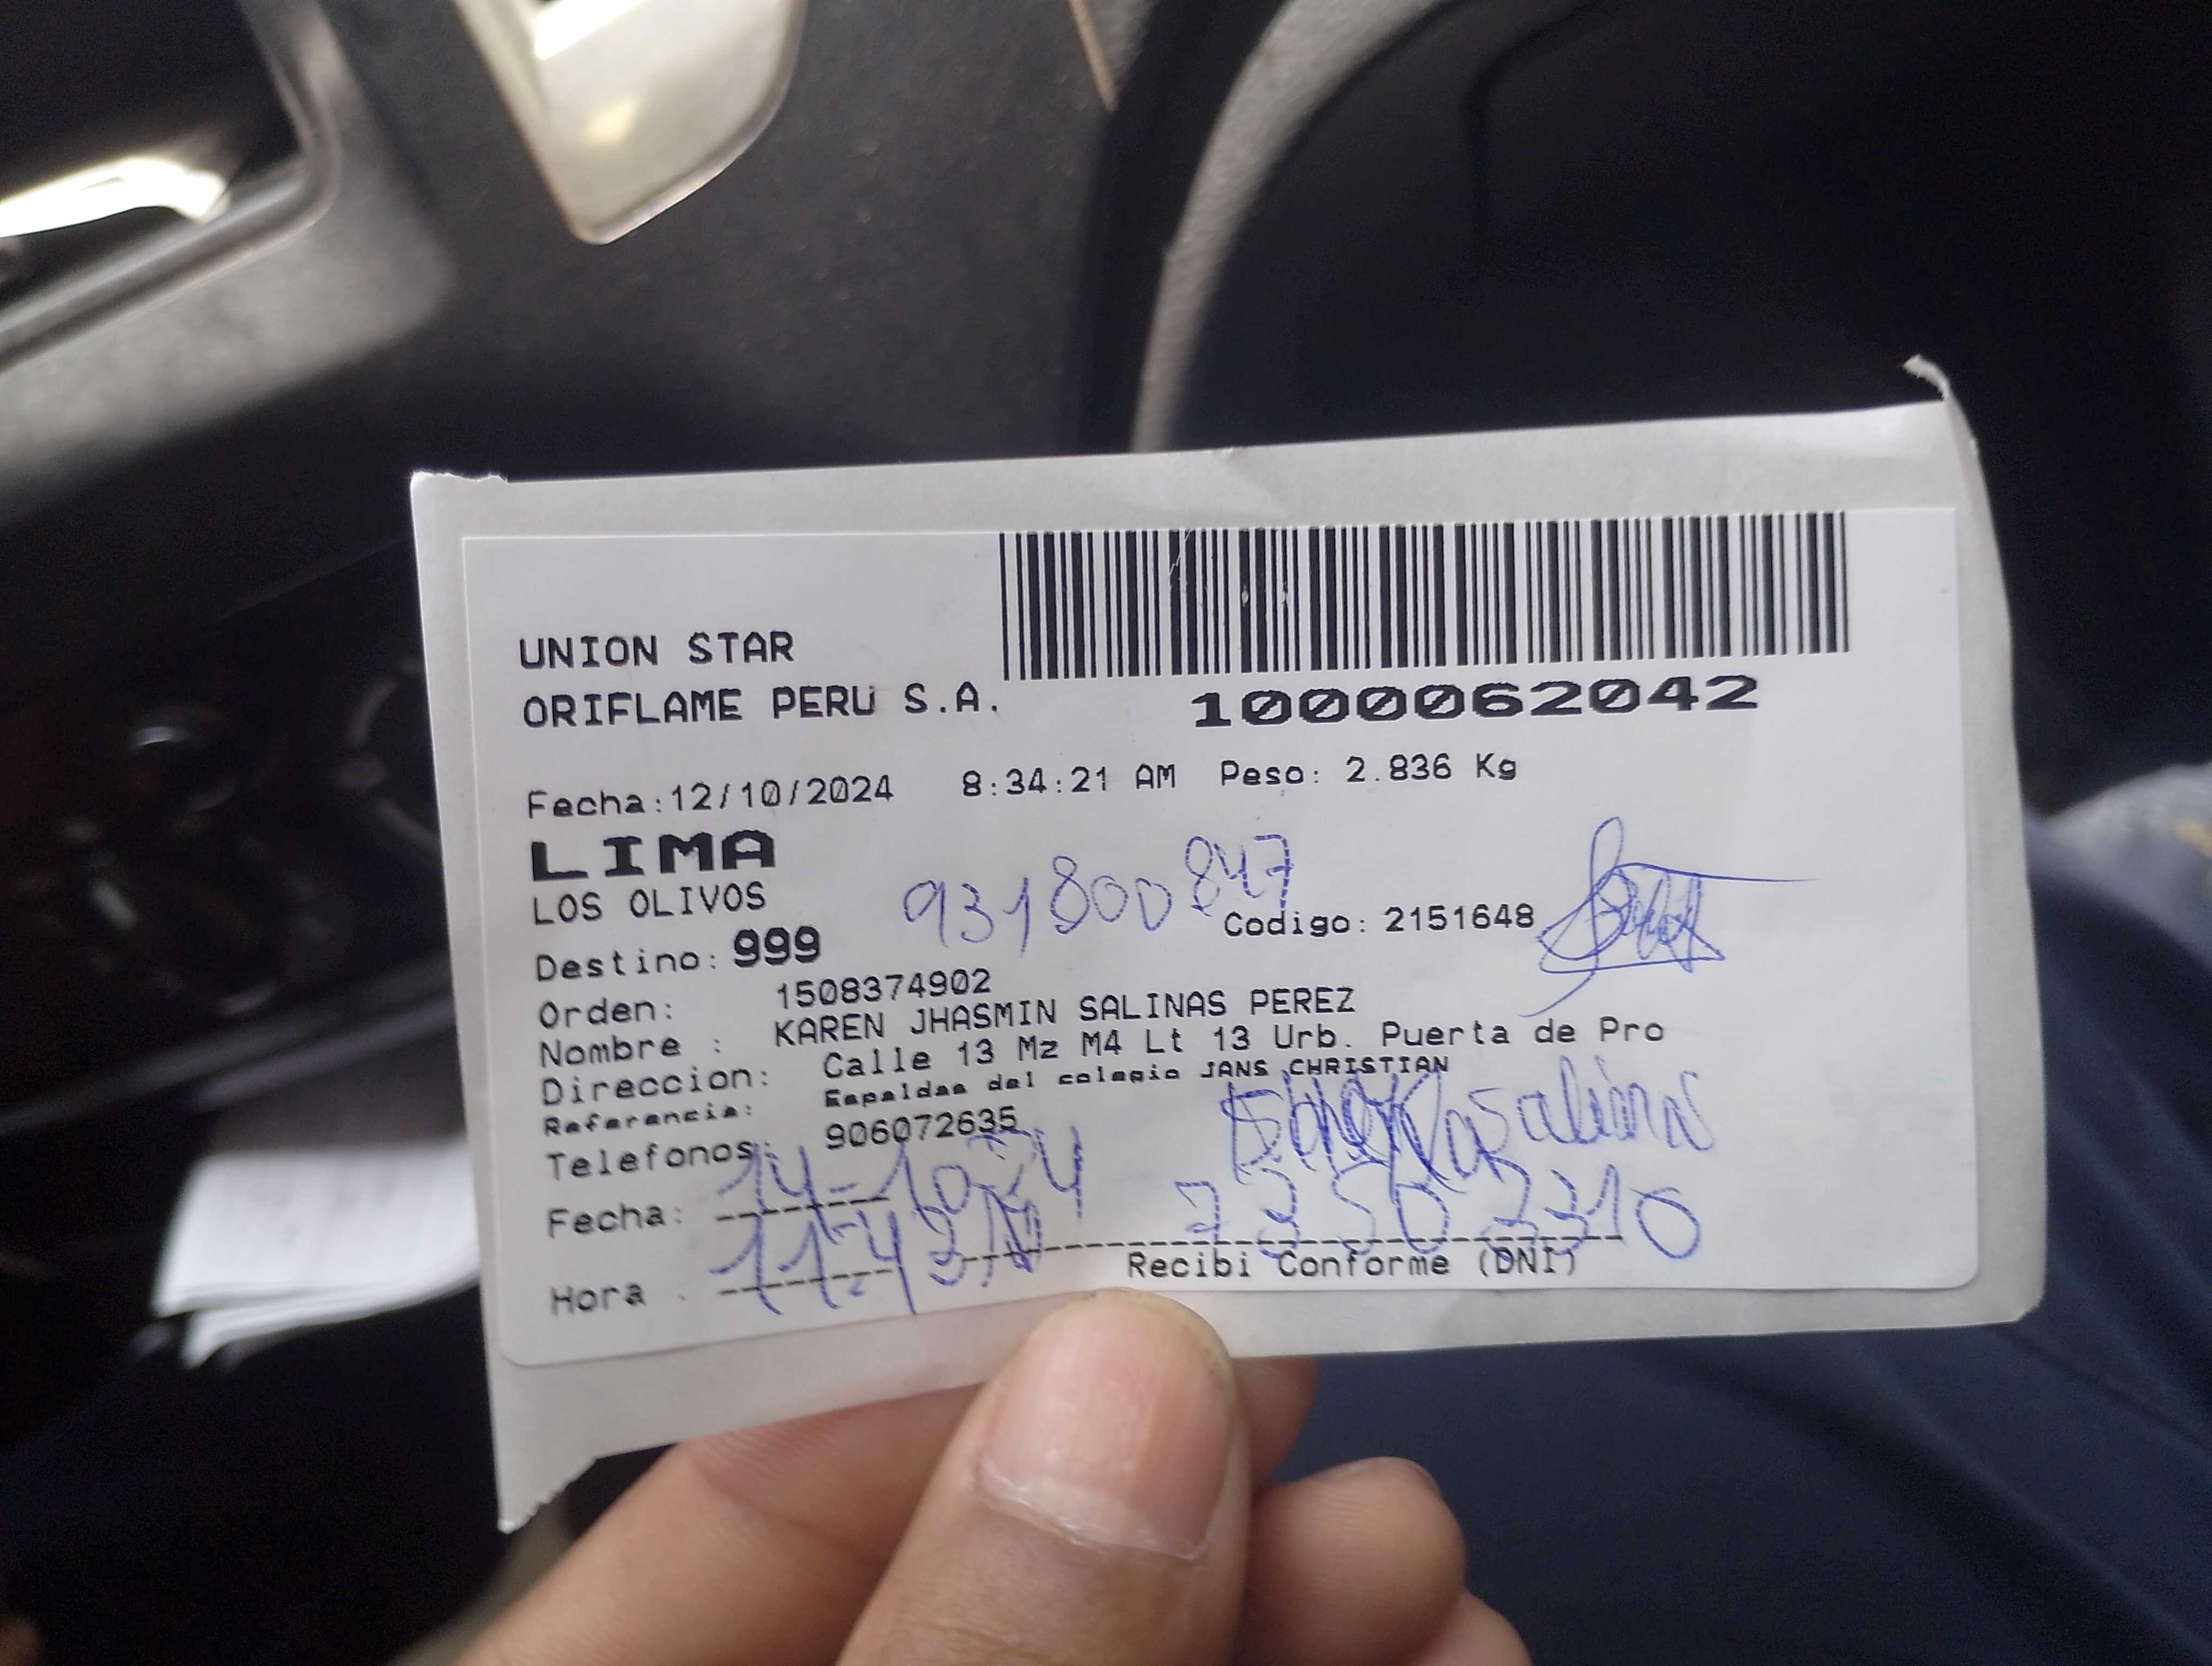 UNION STAR
ORIFLAME PERU S.A.
1000062042
Fecha:12/10/2024 8:34:21 AM Peso: 2.836 Kg
LIMA
LOS OLIVOS
931800847
Destino: 999
Codigo: 2151648
Orden: 1508374902
Nombre : KAREN JHASMIN SALINAS PEREZ
Direccion: Calle 13 Mz M4 Lt 13 Urb. Puerta de Pro
Referencia: Espaldas del colegio JANS CHRISTIAN
Telefonos: 906072635
Salinas
Fecha: 14-10-24
73503310
Hora :
Recibi Conforme (DNI)